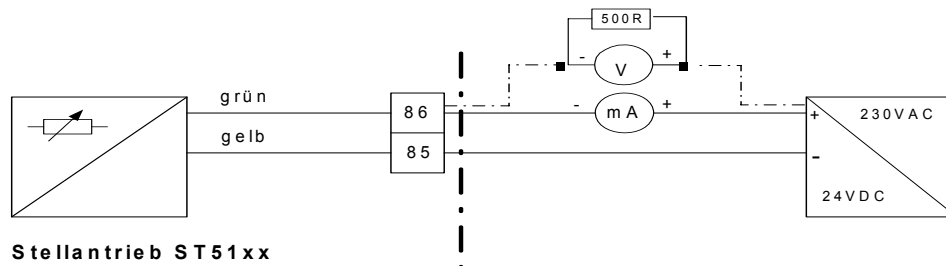 500R
- V +
grün
86
- mA +
+ 230VAC
gelb
85
-
24VDC
Stellantrieb ST51xx